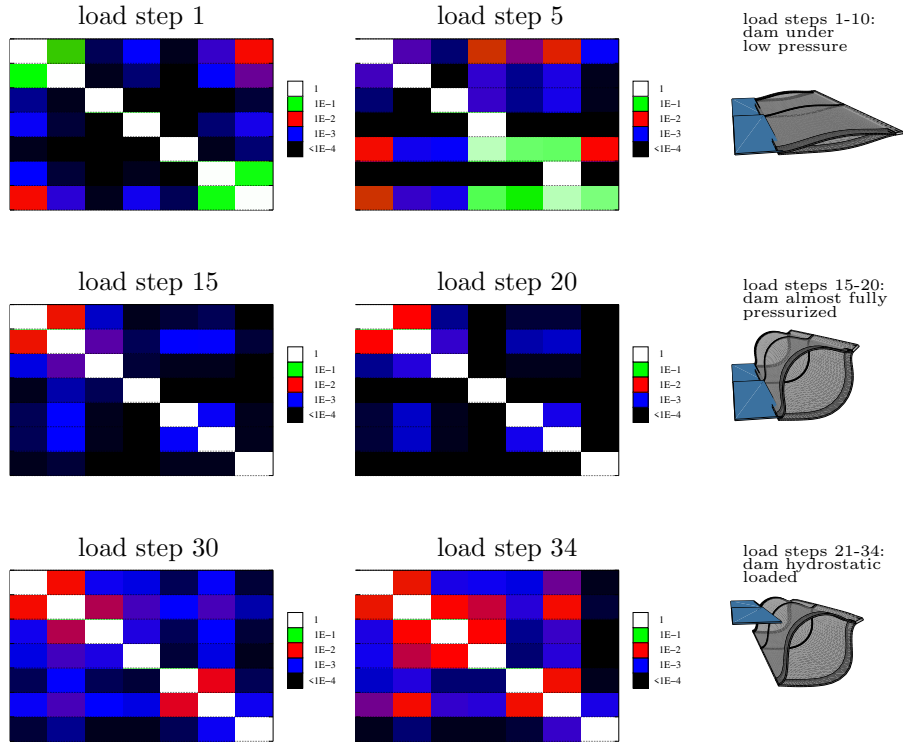 load step 1
load step 5
load steps 1-10:
dam under
low pressure
1
1E−1
1E−2
1E−3
<1E−4
1
1E−1
1E−2
1E−3
<1E−4
load step 15
load step 20
load steps 15-20:
dam almost fully
pressurized
1
1E−1
1E−2
1E−3
<1E−4
1
1E−1
1E−2
1E−3
<1E−4
load step 30
load step 34
load steps 21-34:
dam hydrostatic
loaded
1
1E−1
1E−2
1E−3
<1E−4
1
1E−1
1E−2
1E−3
<1E−4